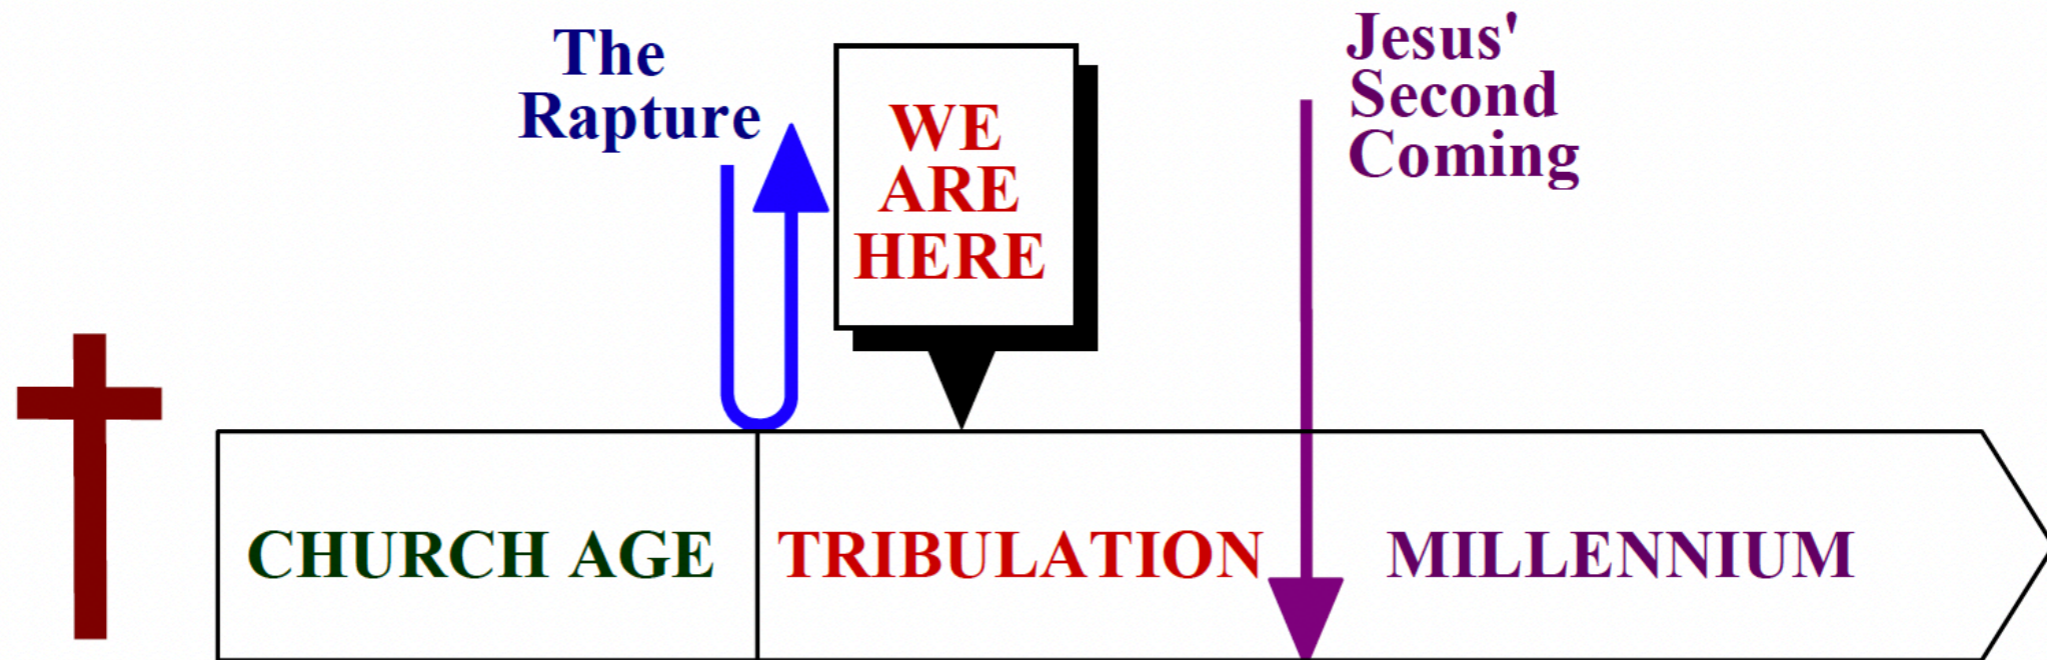 The
Rapture
WE
ARE
HERE
Jesus'
Second
Coming
CHURCH AGE
TRIBULATION
MILLENNIUM